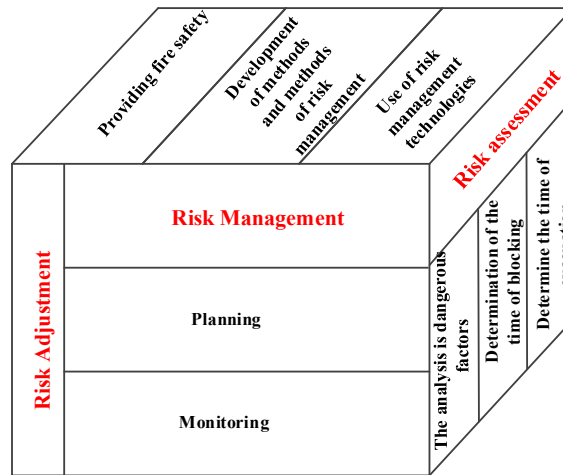 Providing fire safety
Development
of methods
and methods
of risk
management
Use of risk
management
technologies
Risk assessment
Risk Management
Risk Adjustment
Planning
Monitoring
The analysis is dangerous
factors
Determination of the
time of blocking
Determine the time of